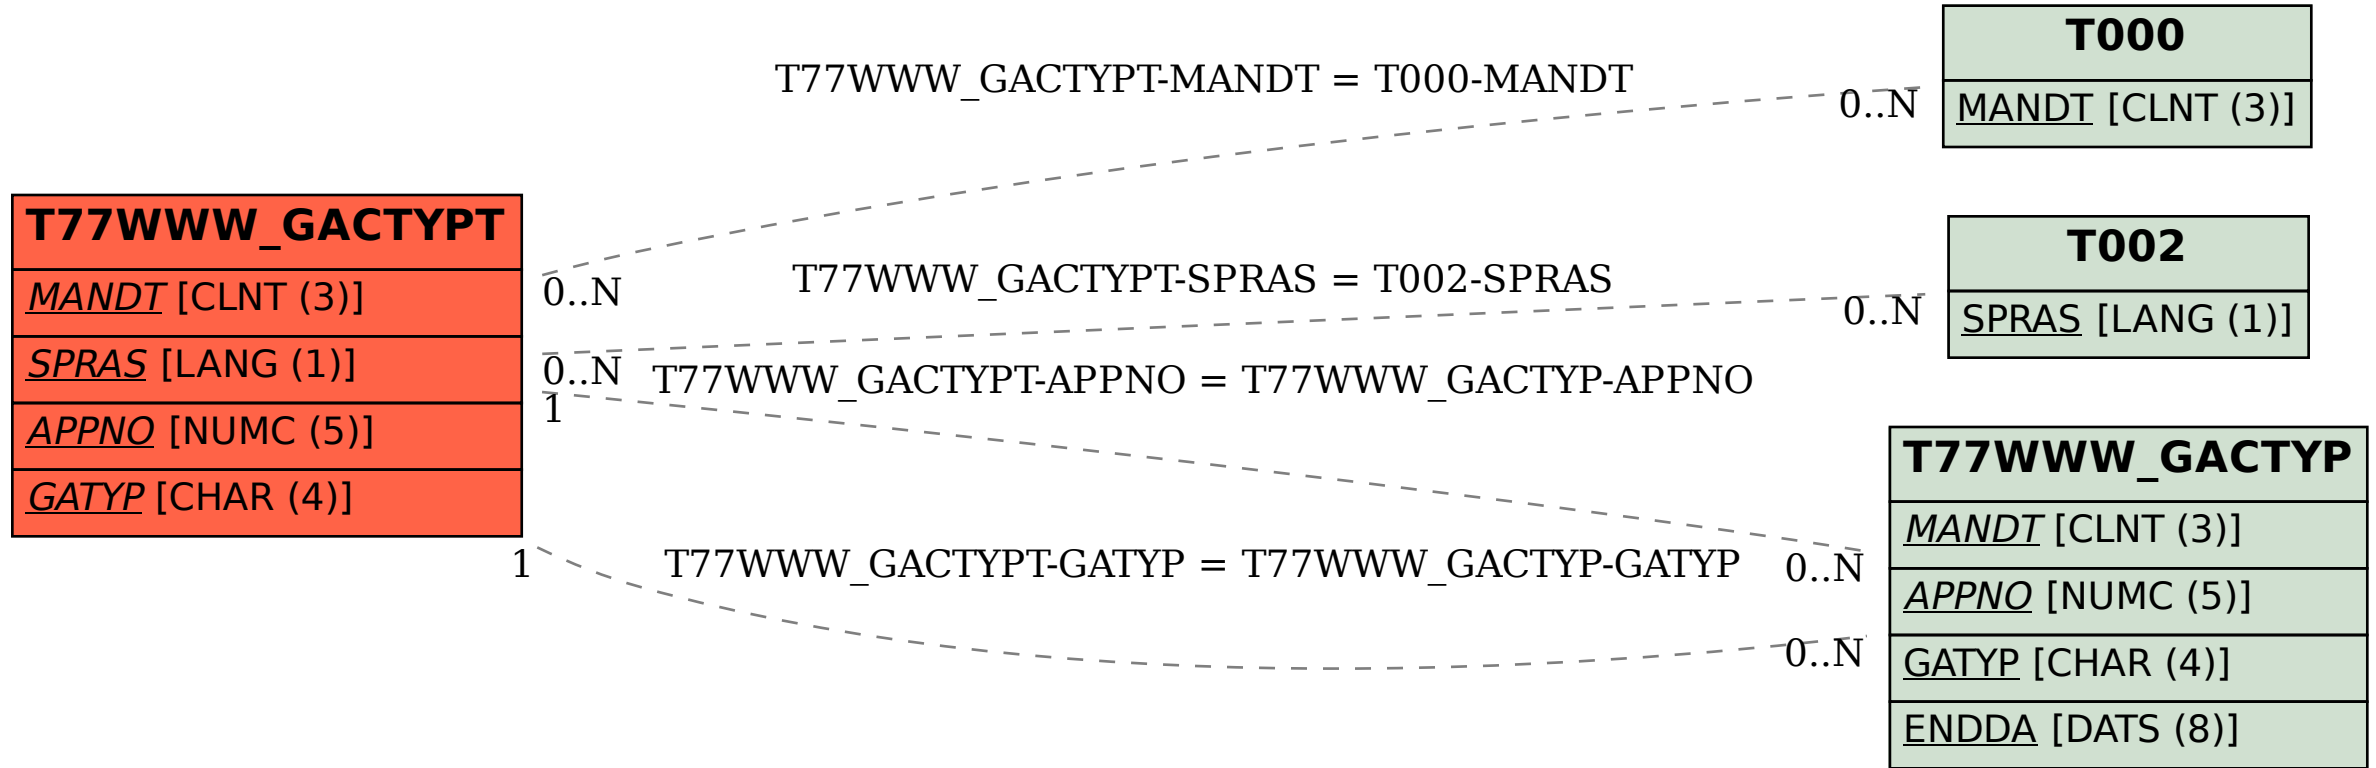 T77WWW_GACTYPT
MANDT [CLNT (3)]
SPRAS [LANG (1)]
APPNO [NUMC (5)]
GATYP [CHAR (4)]
T77WWW_GACTYPT-MANDT = T000-MANDT
0..N
0..N
T77WWW_GACTYPT-SPRAS = T002-SPRAS
0..N
0..N
T77WWW_GACTYPT-APPNO = T77WWW_GACTYP-APPNO
1
0..N
T77WWW_GACTYPT-GATYP = T77WWW_GACTYP-GATYP
1
0..N
T000
MANDT [CLNT (3)]
T002
SPRAS [LANG (1)]
T77WWW_GACTYP
MANDT [CLNT (3)]
APPNO [NUMC (5)]
GATYP [CHAR (4)]
ENDDA [DATS (8)]